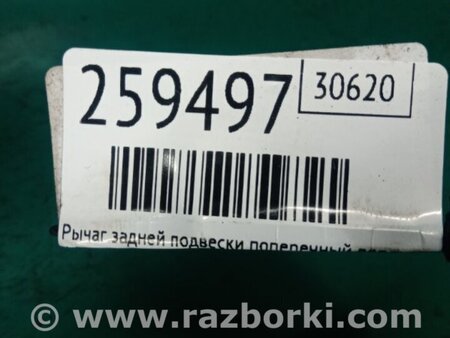 259497
30620
Рычаг задней подвески поперечный
© - www.razborki.com